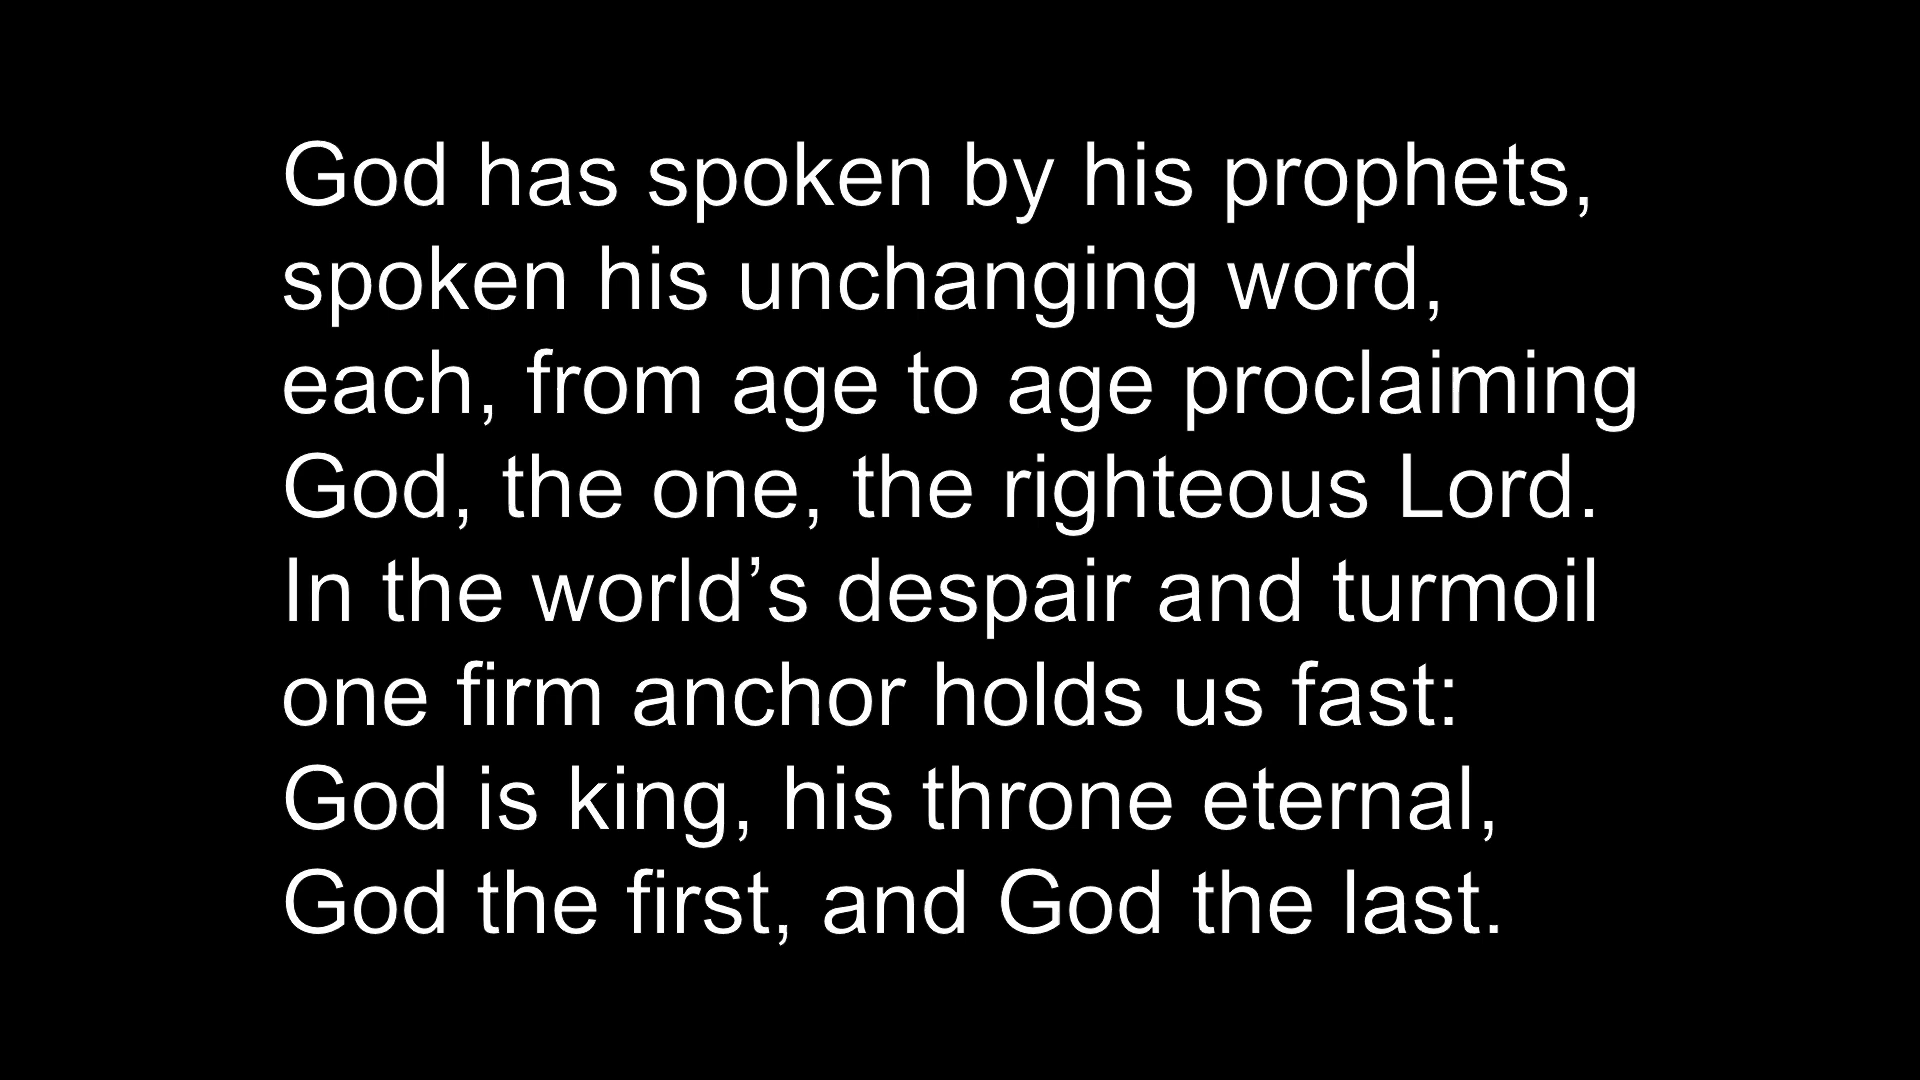 God has spoken by his prophets,
spoken his unchanging word,
each, from age to age proclaiming
God, the one, the righteous Lord.
In the world’s despair and turmoil
one firm anchor holds us fast:
God is king, his throne eternal,
God the first, and God the last.